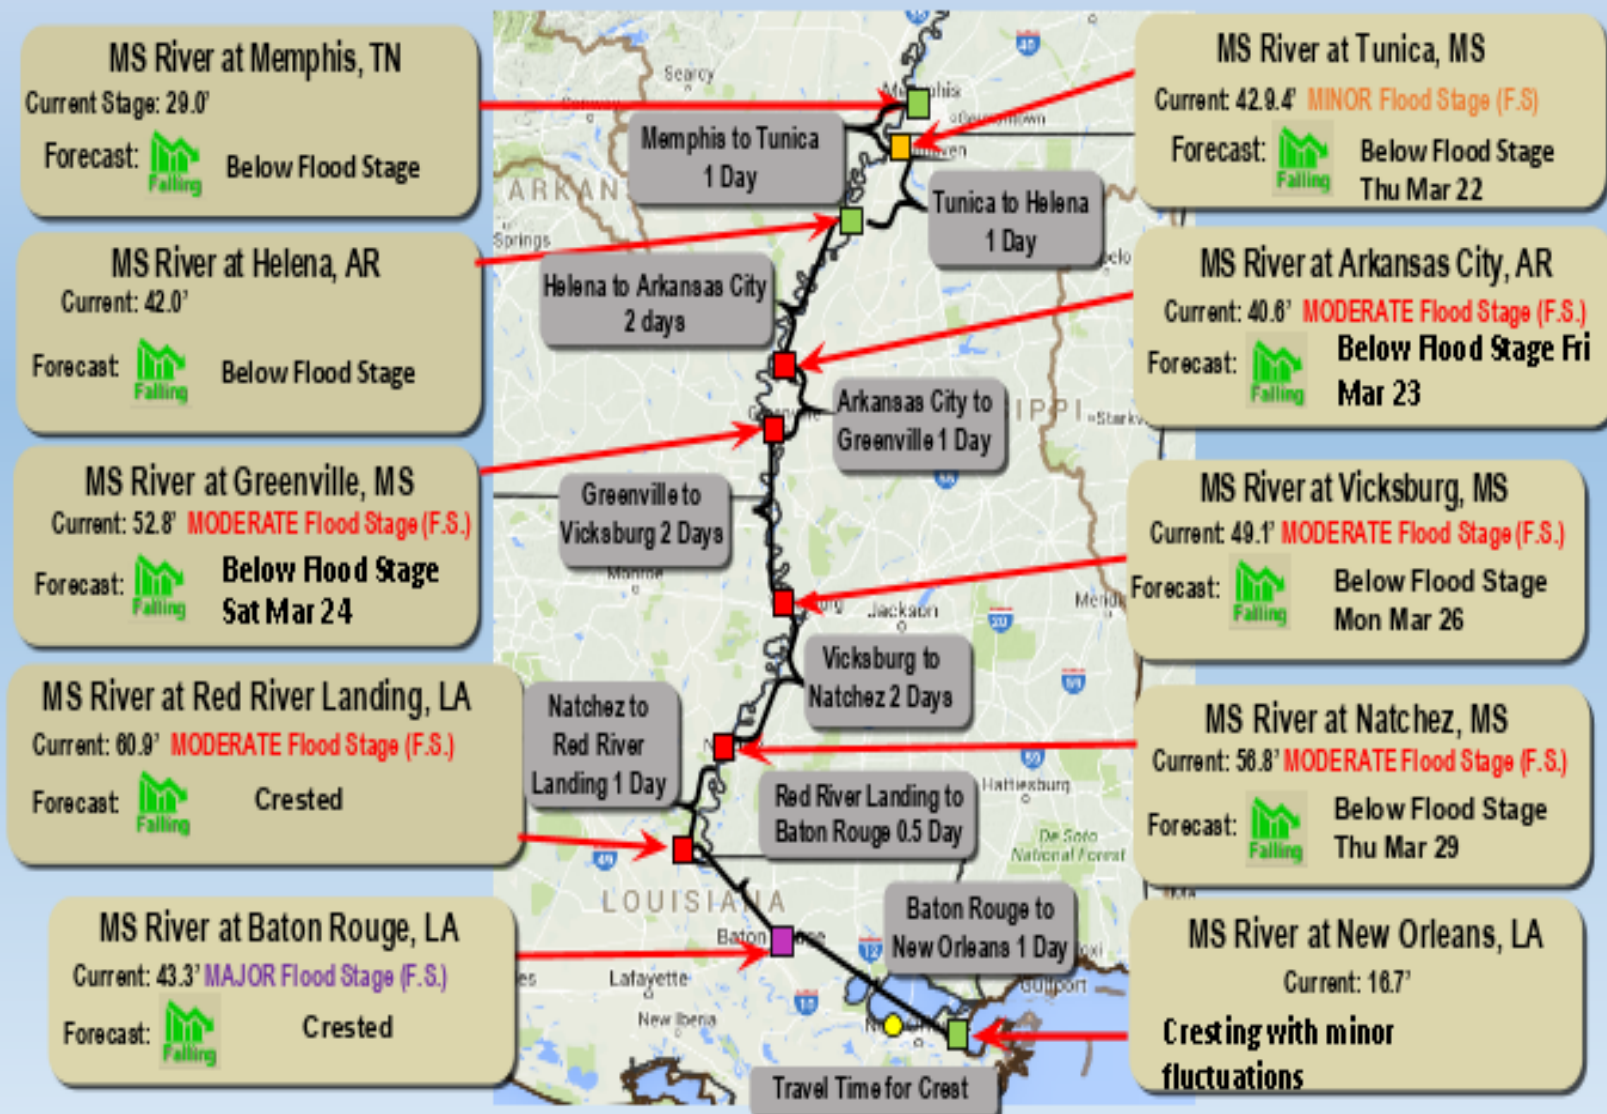 MS River at Memphis, TN
Current Stage: 29.0'
Forecast:
Falling
Below Flood Stage
MS River at Helena, AR
Current: 42.0'
Forecast:
Falling
Below Flood Stage
MS River at Greenville, MS
Current: 52.8' MODERATE Flood Stage (F.S.)
Forecast:
Falling
Below Flood Stage
Sat Mar 24
MS River at Red River Landing, LA
Current: 60.9' MODERATE Flood Stage (F.S.)
Forecast:
Falling
Crested
MS River at Baton Rouge, LA
Current: 43.3' MAJOR Flood Stage (F.S.)
Forecast:
Falling
Crested
Searcy
Memphis to Tunica
1 Day
ARKAN
Springs
Tunica to Helena
1 Day
Helena to Arkansas City
2 days
Arkansas City to
Greenville 1 Day
IPPI
Greenville to
Vicksburg 2 Days
Monroe
Jackson
Vicksburg to
Natchez 2 Days
Natchez to
Red River
Landing 1 Day
Hattiesburg
Red River Landing to
Baton Rouge 0.5 Day
De Soto
National Forest
49
LOUISIANA
Baton
Baton Rouge to
New Orleans 1 Day
12
Lafayette
10
New Iberia
Gulfport
Travel Time for Crest
40
55
20
59
MS River at Tunica, MS
Current: 42.9.4' MINOR Flood Stage (F.S)
Forecast:
Falling
Below Flood Stage
Thu Mar 22
MS River at Arkansas City, AR
Current: 40.6' MODERATE Flood Stage (F.S.)
Forecast:
Falling
Below Flood Stage Fri
Mar 23
MS River at Vicksburg, MS
Current: 49.1' MODERATE Flood Stage (F.S.)
Forecast:
Falling
Below Flood Stage
Mon Mar 26
MS River at Natchez, MS
Current: 56.8' MODERATE Flood Stage (F.S.)
Forecast:
Falling
Below Flood Stage
Thu Mar 29
MS River at New Orleans, LA
Current: 16.7'
Cresting with minor
fluctuations